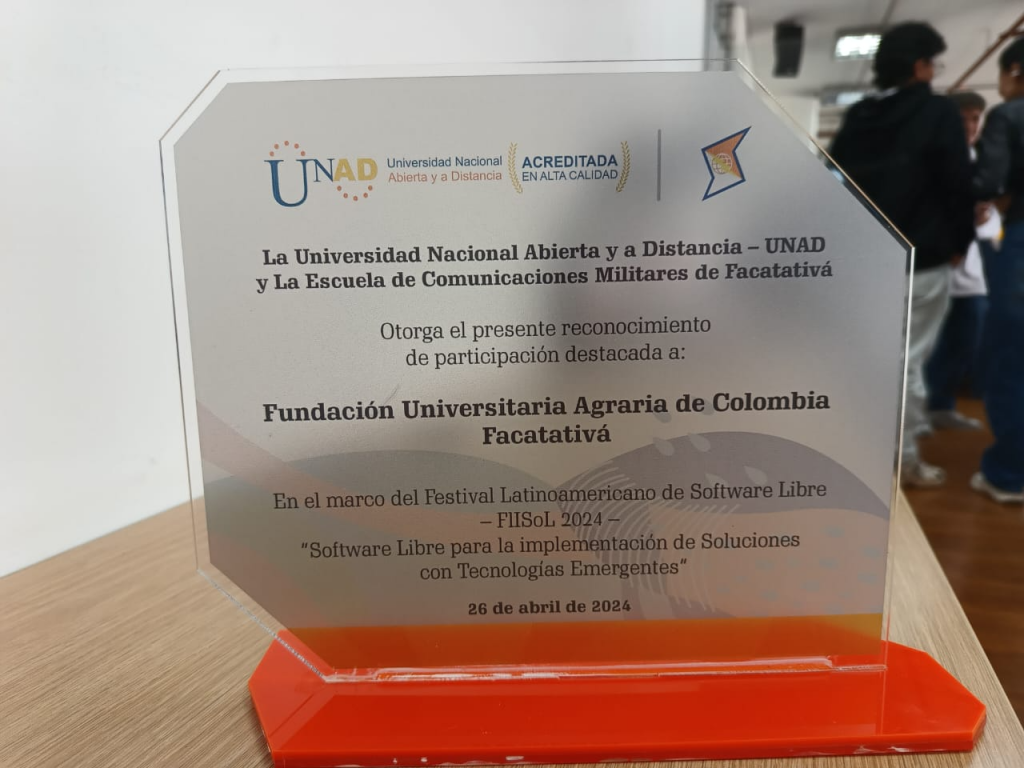 UNAD
Universidad Nacional
Abierta y a Distancia
ACREDITADA
EN ALTA CALIDAD
La Universidad Nacional Abierta y a Distancia – UNAD
y La Escuela de Comunicaciones Militares de Facatativá
Otorga el presente reconocimiento
de participación destacada a:
Fundación Universitaria Agraria de Colombia
Facatativá
En el marco del Festival Latinoamericano de Software Libre
– FlISoL 2024 –
"Software Libre para la implementación de Soluciones
con Tecnologías Emergentes"
26 de abril de 2024